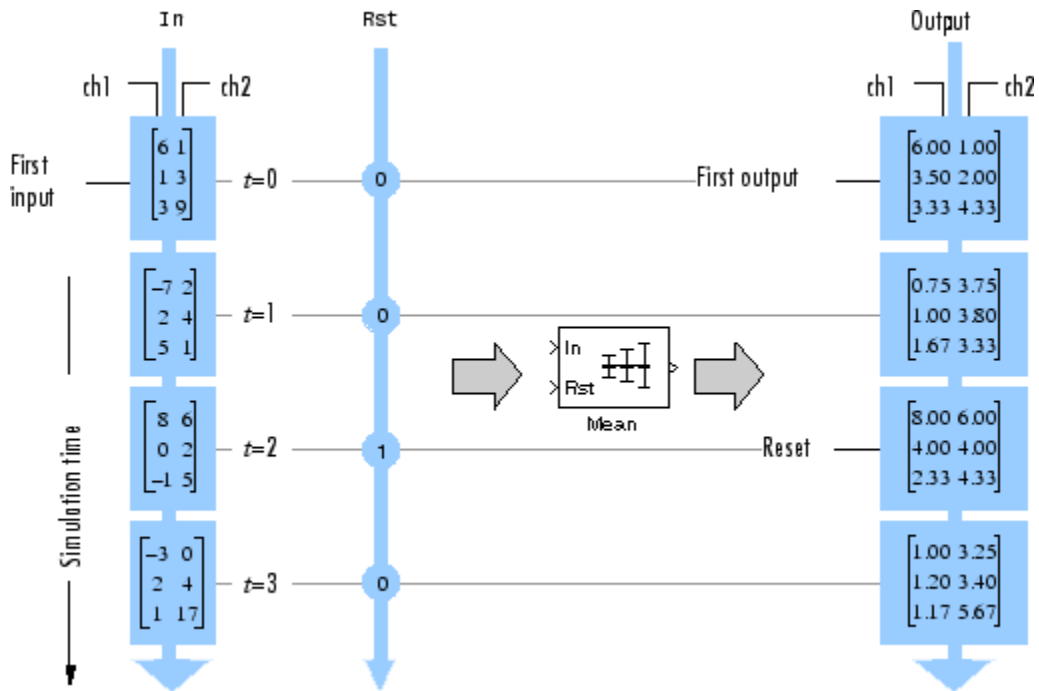 In Rst Output
ch1 ch2 ch1 ch2
First input
6 1
1 3
3 9
t=0
0
First output
6.00 1.00
3.50 2.00
3.33 4.33
-7 2
2 4
5 1
t=1
0
0.75 3.75
1.00 3.80
1.67 3.33
In
Rst
Mean
Simulation time
8 6
0 2
-1 5
t=2
1
Reset
8.00 6.00
4.00 4.00
2.33 4.33
-3 0
2 4
1 17
t=3
0
1.00 3.25
1.20 3.40
1.17 5.67